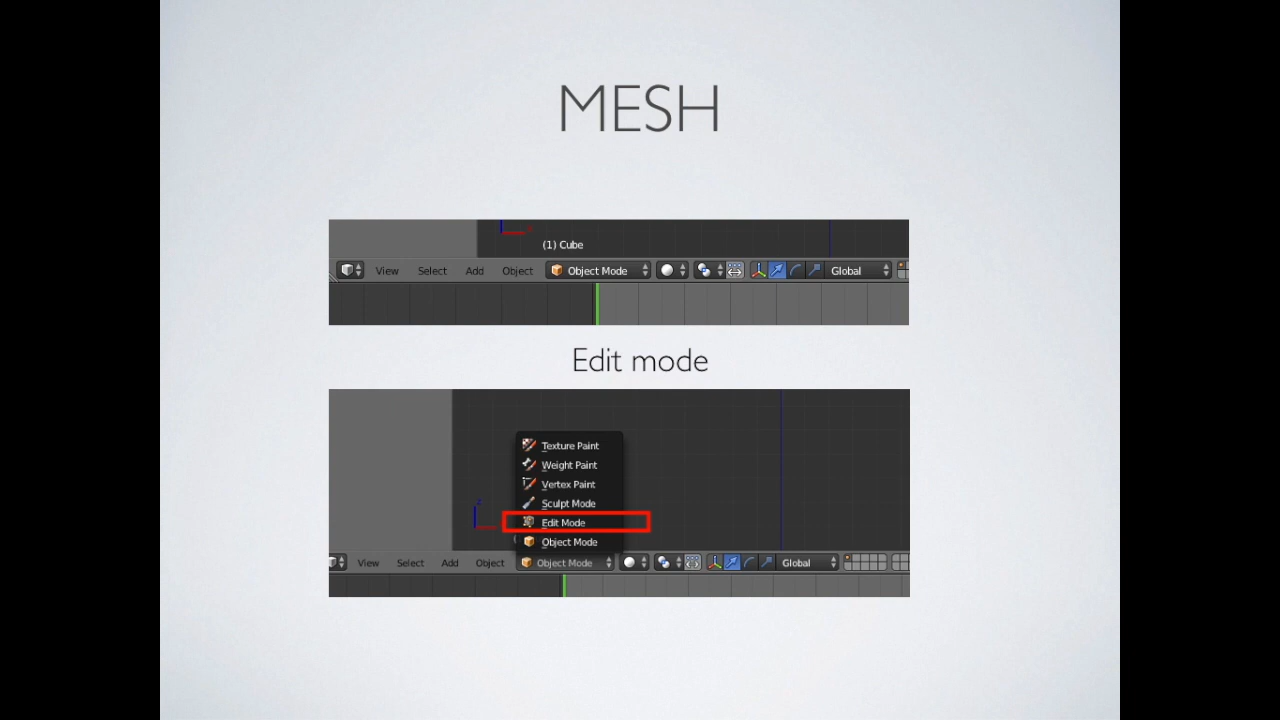 MESH
(1) Cube
View Select Add Object Object Mode Global
Edit mode
Texture Paint
Weight Paint
Vertex Paint
Sculpt Mode
Edit Mode
Object Mode
View Select Add Object Object Mode Global